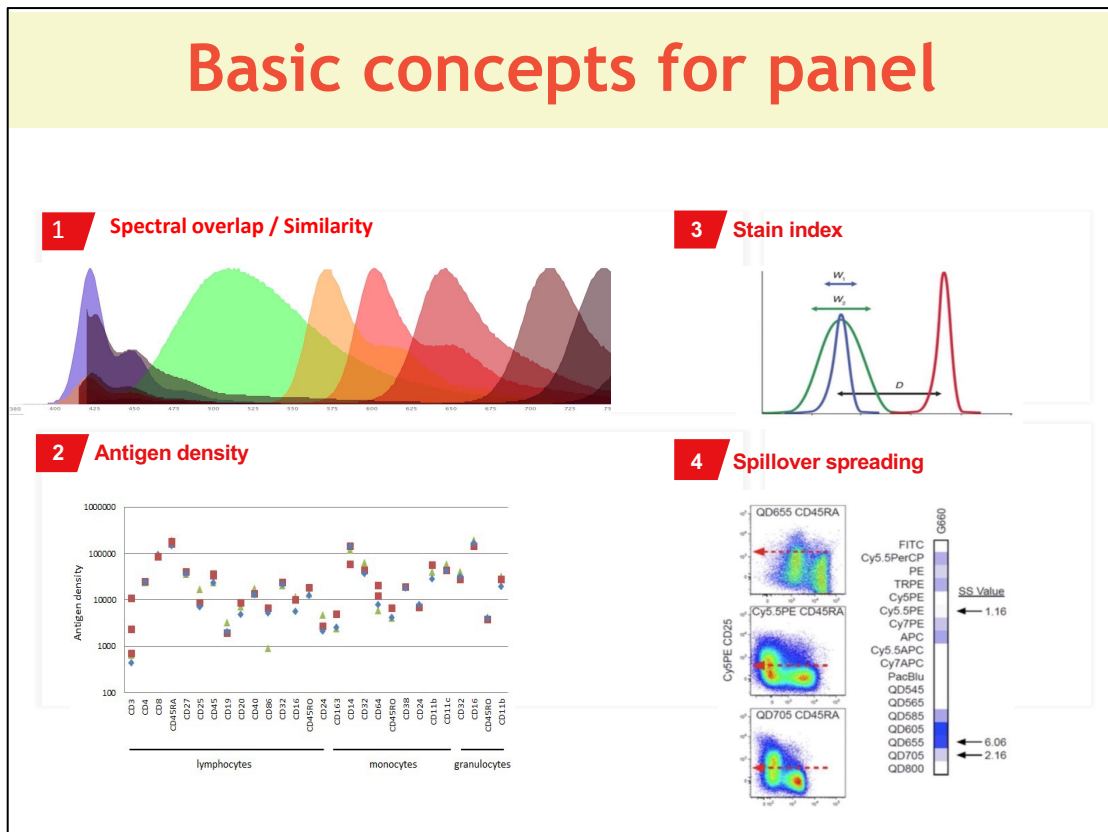 Basic concepts for panel
1 Spectral overlap / Similarity
400 425 450 475 500 525 550 575 600 625 650 675 700 725
2 Antigen density
Antigen density
1000000
100000
10000
1000
100
CD3 CD4 CD8 CD45RA CD27 CD25 CD45 CD19 CD20 CD40 CD86 CD32 CD16 CD45RO CD24 CD163 CD14 CD32 CD64 CD45RO CD38 CD24 CD11b CD11c CD32 CD16 CD45RO CD11b
lymphocytes monocytes granulocytes
3 Stain index
W₁
W₂
D
4 Spillover spreading
Cy5PE CD25
QD655 CD45RA
Cy5.5PE CD45RA
QD705 CD45RA
G660
FITC
Cy5.5PerCP
PE
TRPE
Cy5PE
Cy5.5PE
Cy7PE
APC
Cy5.5APC
Cy7APC
PacBlu
QD545
QD565
QD585
QD605
QD655
QD705
QD800
SS Value
1.16
6.06
2.16